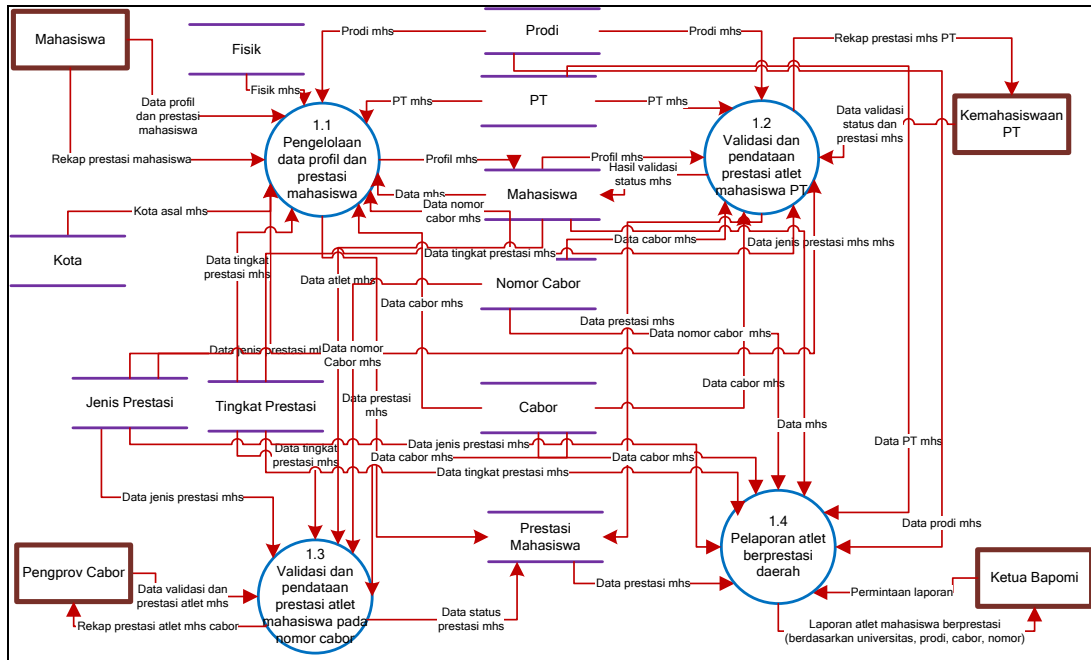 Mahasiswa
Fisik
Prodi mhs
Prodi
Prodi mhs
Rekap prestasi mhs PT
Fisik mhs
Data profil
dan prestasi
mahasiswa
PT mhs
PT
PT mhs
Data validasi
status dan
prestasi mhs
Kemahasiswaan
PT
1.1
Pengelolaan
data profil dan
prestasi
mahasiswa
1.2
Validasi dan
pendataan
prestasi atlet
mahasiswa PT
Rekap prestasi mahasiswa
Profil mhs
Profil mhs
Hasil validasi
status mhs
Mahasiswa
Data mhs
Data nomor
cabor mhs
Kota asal mhs
Kota
Data tingkat
prestasi mhs
Data cabor mhs
Data jenis prestasi mhs mhs
Data tingkat prestasi mhs
Data atlet mhs
Nomor Cabor
Data cabor mhs
Data prestasi mhs
Data nomor cabor mhs
Data jenis prestasi
Data nomor
Cabor mhs
Data cabor mhs
Jenis Prestasi
Tingkat Prestasi
Data prestasi
mhs
Cabor
Data mhs
Data tingkat
prestasi mhs
Data jenis prestasi mhs
Data cabor mhs
Data cabor mhs
Data PT mhs
Data tingkat prestasi mhs
Data jenis prestasi mhs
Prestasi
Mahasiswa
1.4
Pelaporan atlet
berprestasi
daerah
Data prodi mhs
1.3
Validasi dan
pendataan
prestasi atlet
mahasiswa pada
nomor cabor
Pengprov Cabor
Data validasi dan
prestasi atlet mhs
Rekap prestasi atlet mhs cabor
Data status
prestasi mhs
Data prestasi mhs
Permintaan laporan
Ketua Bapomi
Laporan atlet mahasiswa berprestasi
(berdasarkan universitas, prodi, cabor, nomor)